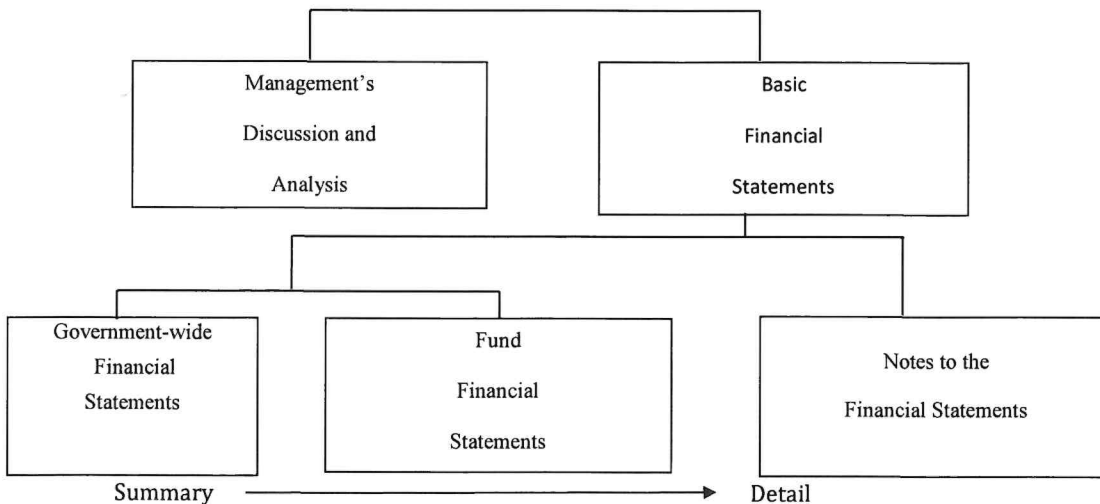 Management's
Discussion and
Analysis
Basic
Financial
Statements
Government-wide
Financial
Statements
Fund
Financial
Statements
Notes to the
Financial Statements
Summary
Detail